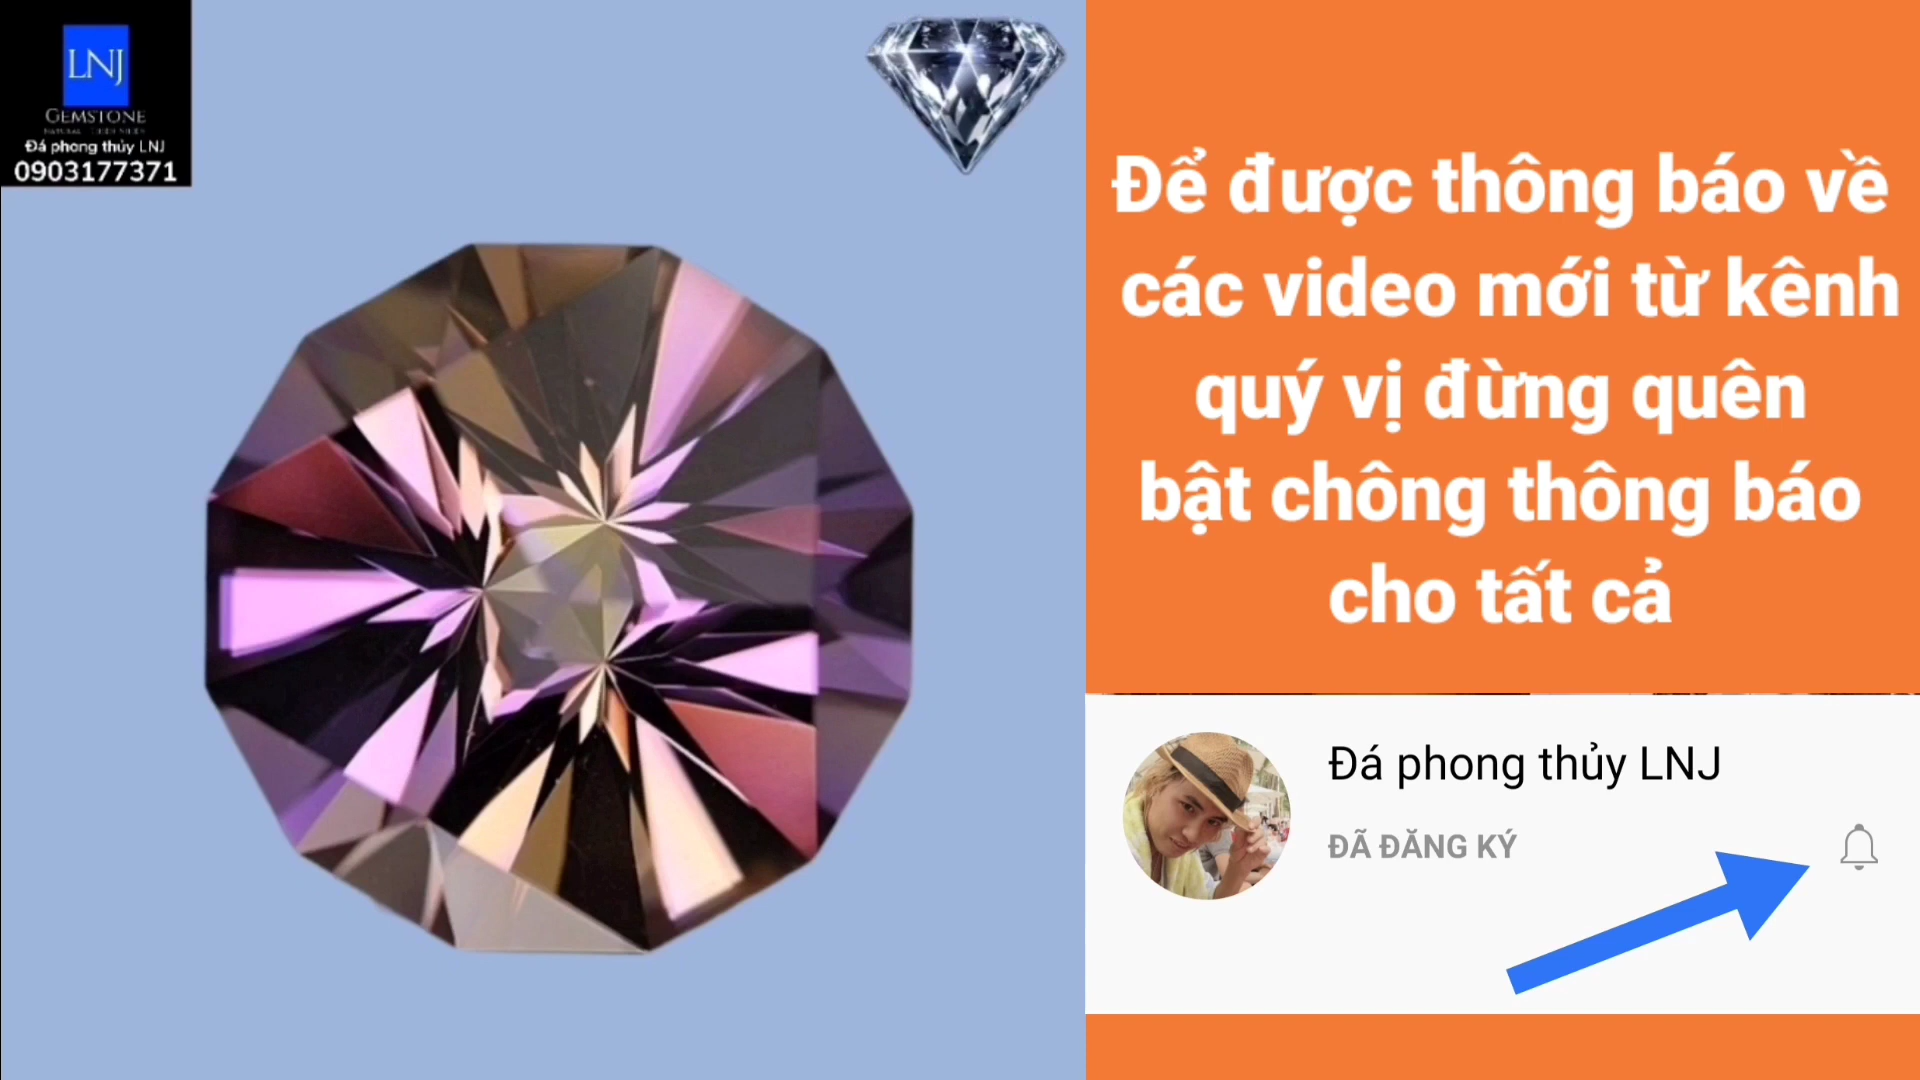 LNJ
GEMSTONE
Đá phong thủy LNJ
0903177371
Để được thông báo về
các video mới từ kênh
quý vị đừng quên
bật chông thông báo
cho tất cả
Đá phong thủy LNJ
ĐÃ ĐĂNG KÝ